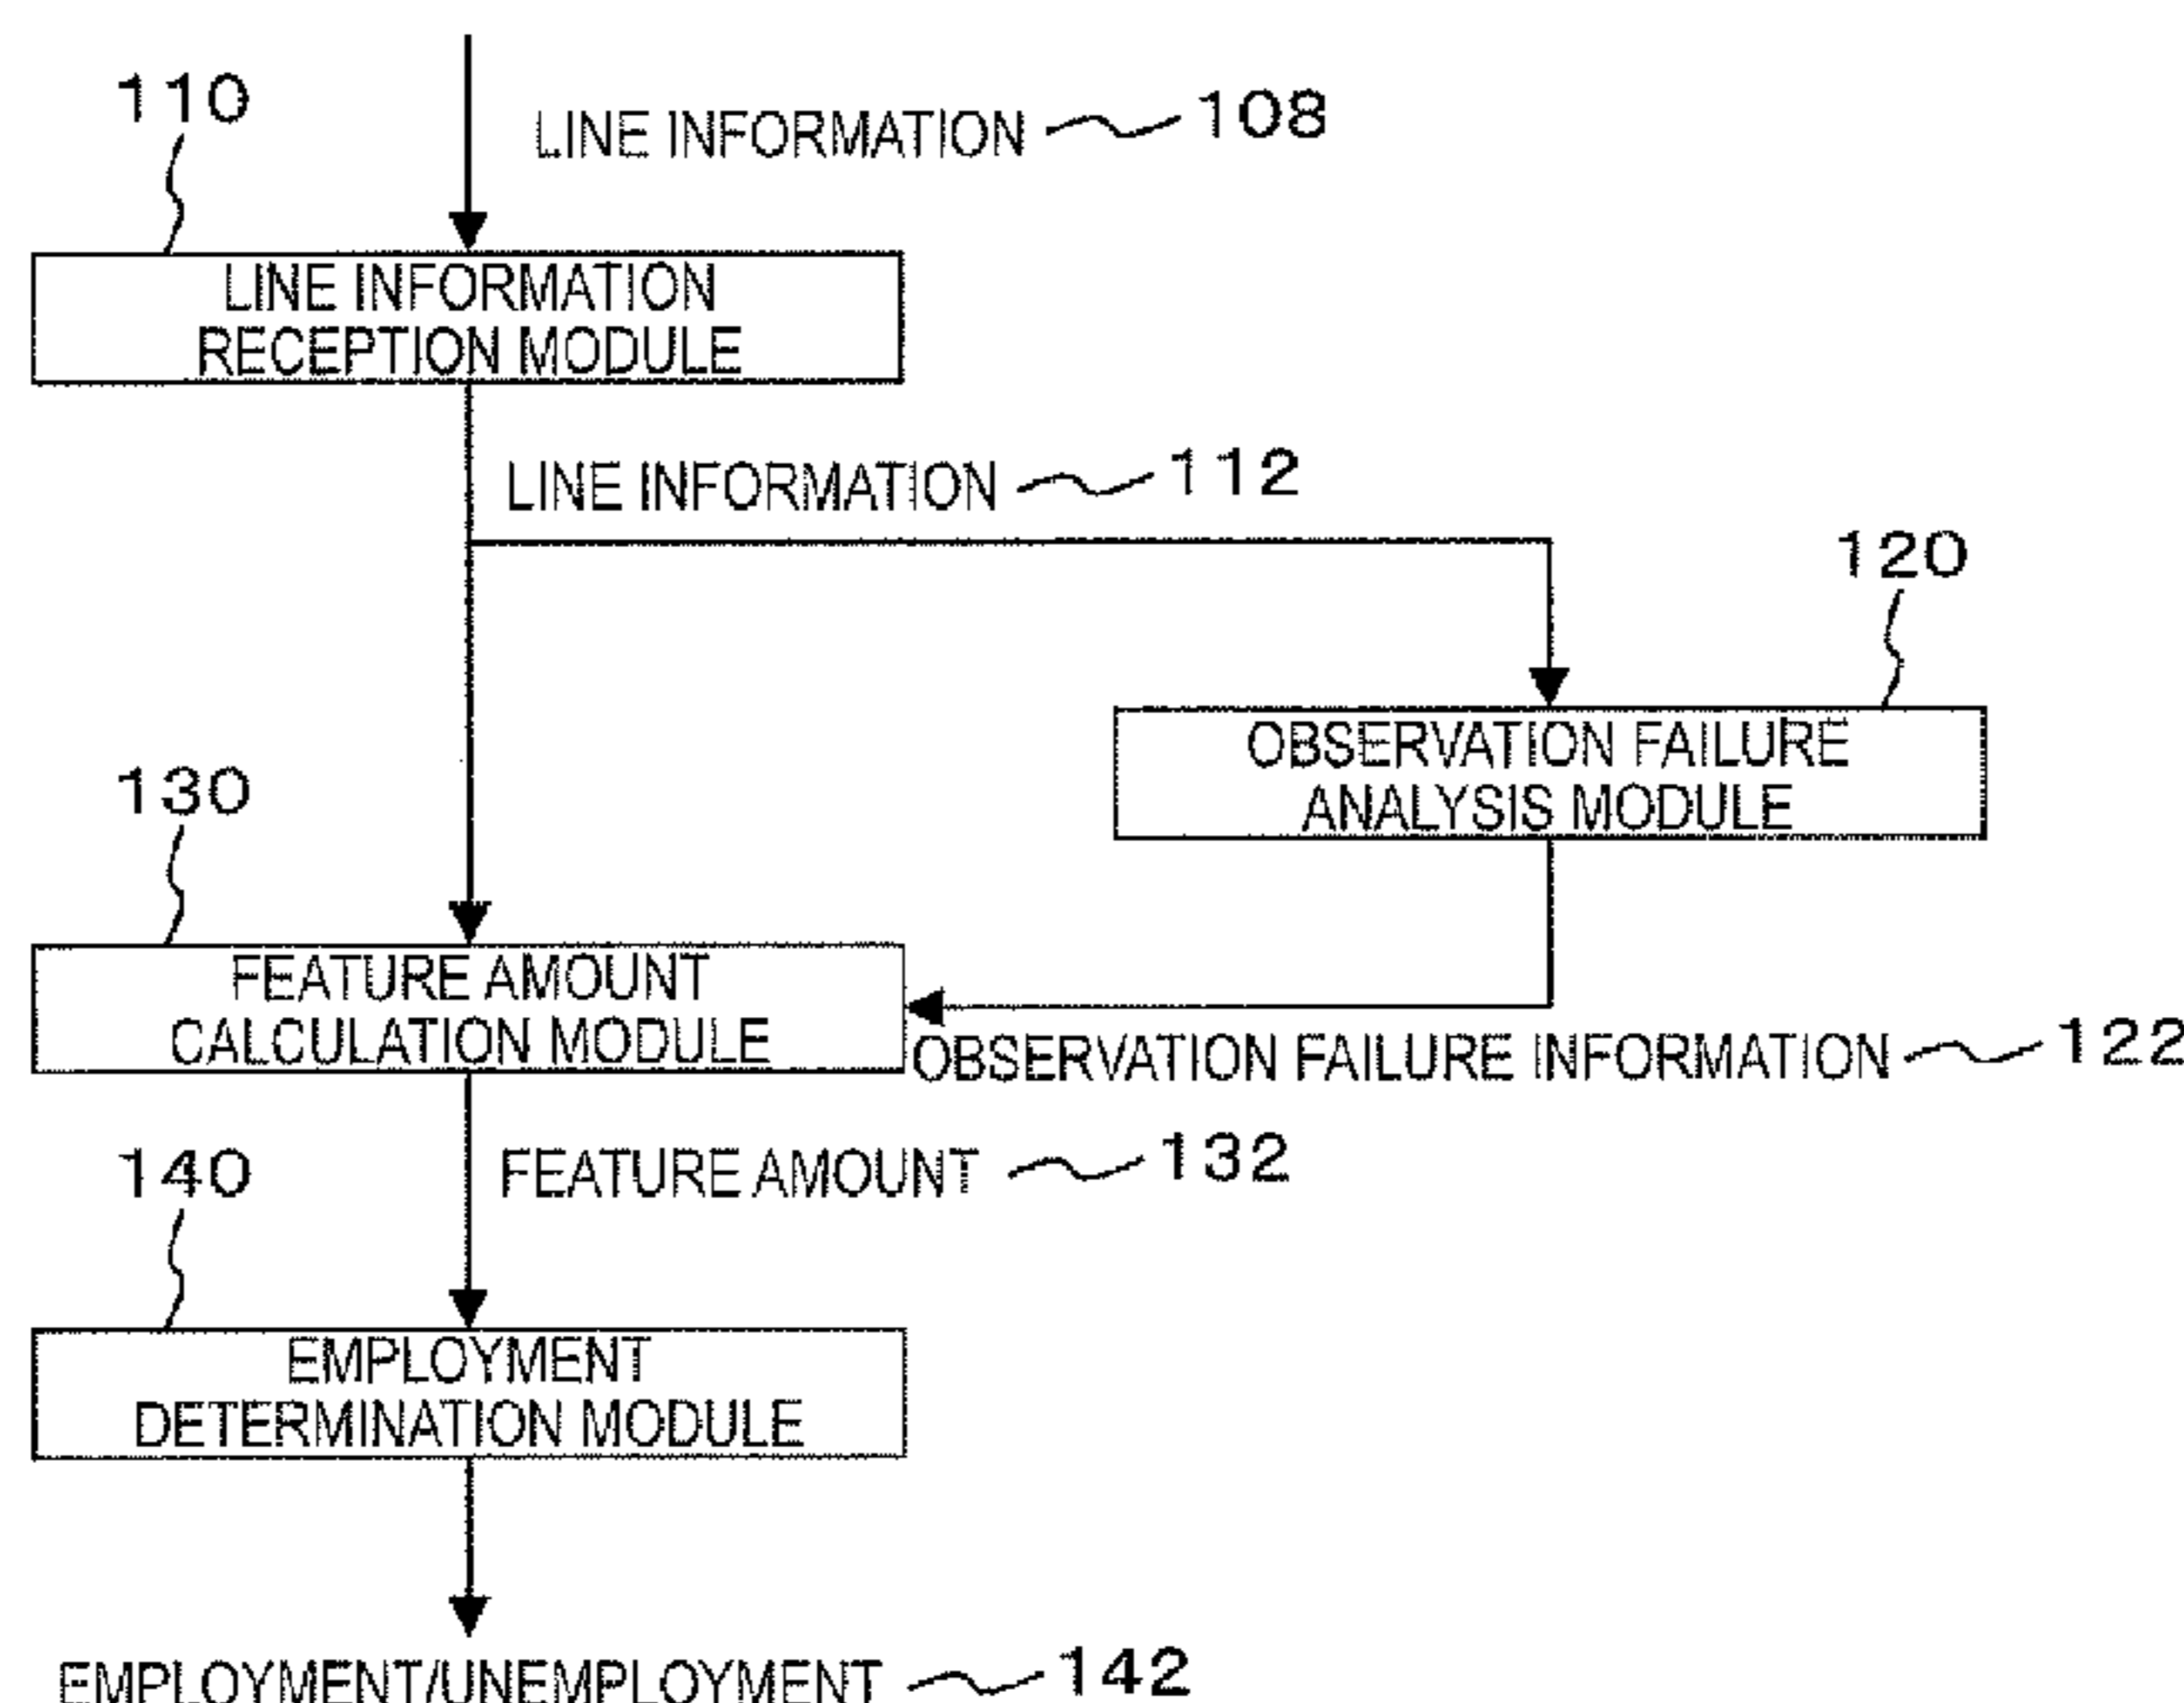 110
LINE INFORMATION 108
LINE INFORMATION
RECEPTION MODULE
LINE INFORMATION 112
120
OBSERVATION FAILURE
ANALYSIS MODULE
130
FEATURE AMOUNT
CALCULATION MODULE
OBSERVATION FAILURE INFORMATION 122
140
FEATURE AMOUNT 132
EMPLOYMENT
DETERMINATION MODULE
EMPLOYMENT/UNEMPLOYMENT 142